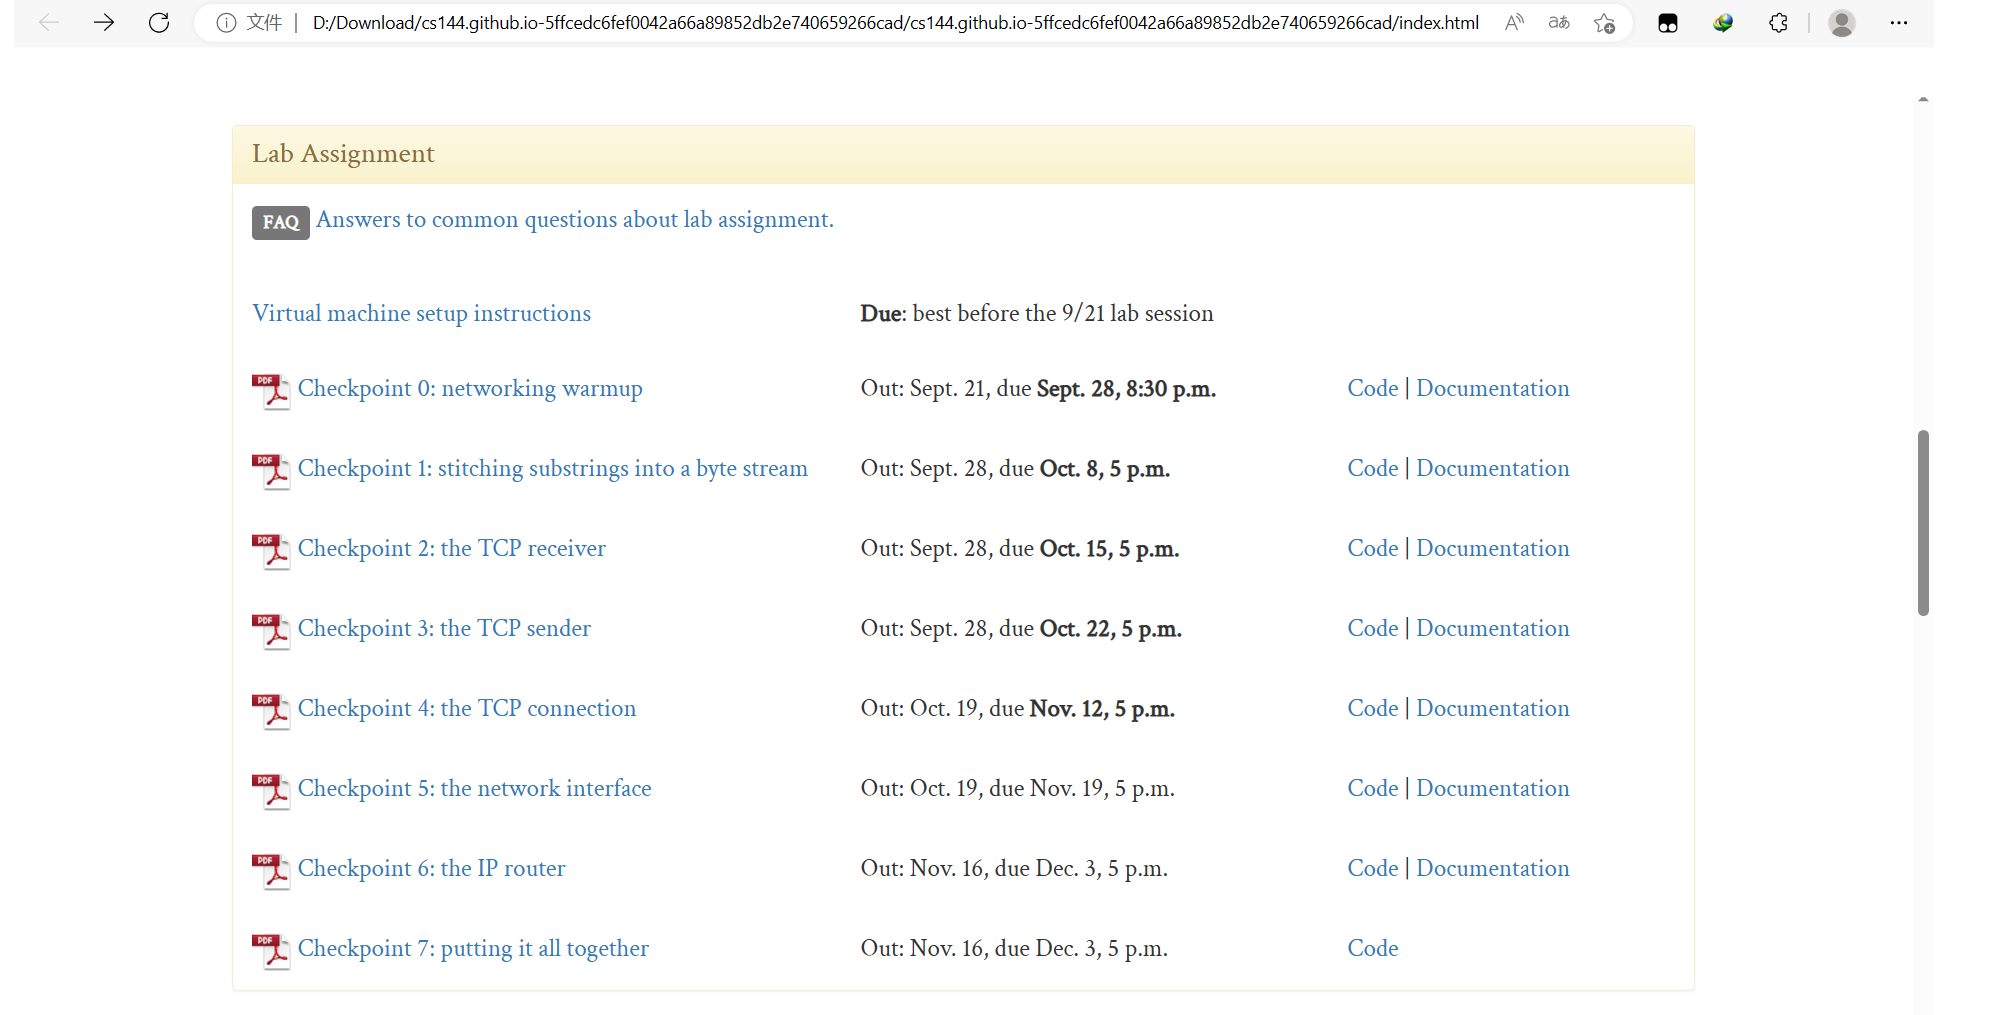 文件 | D:/Download/cs144.github.io-5ffcedc6fef0042a66a89852db2e740659266cad/cs144.github.io-5ffcedc6fef0042a66a89852db2e740659266cad/index.html A aあ
Lab Assignment
FAQ Answers to common questions about lab assignment.
Virtual machine setup instructions Due: best before the 9/21 lab session
PDF Checkpoint 0: networking warmup Out: Sept. 21, due Sept. 28, 8:30 p.m. Code | Documentation
PDF Checkpoint 1: stitching substrings into a byte stream Out: Sept. 28, due Oct. 8, 5 p.m. Code | Documentation
PDF Checkpoint 2: the TCP receiver Out: Sept. 28, due Oct. 15, 5 p.m. Code | Documentation
PDF Checkpoint 3: the TCP sender Out: Sept. 28, due Oct. 22, 5 p.m. Code | Documentation
PDF Checkpoint 4: the TCP connection Out: Oct. 19, due Nov. 12, 5 p.m. Code | Documentation
PDF Checkpoint 5: the network interface Out: Oct. 19, due Nov. 19, 5 p.m. Code | Documentation
PDF Checkpoint 6: the IP router Out: Nov. 16, due Dec. 3, 5 p.m. Code | Documentation
PDF Checkpoint 7: putting it all together Out: Nov. 16, due Dec. 3, 5 p.m. Code